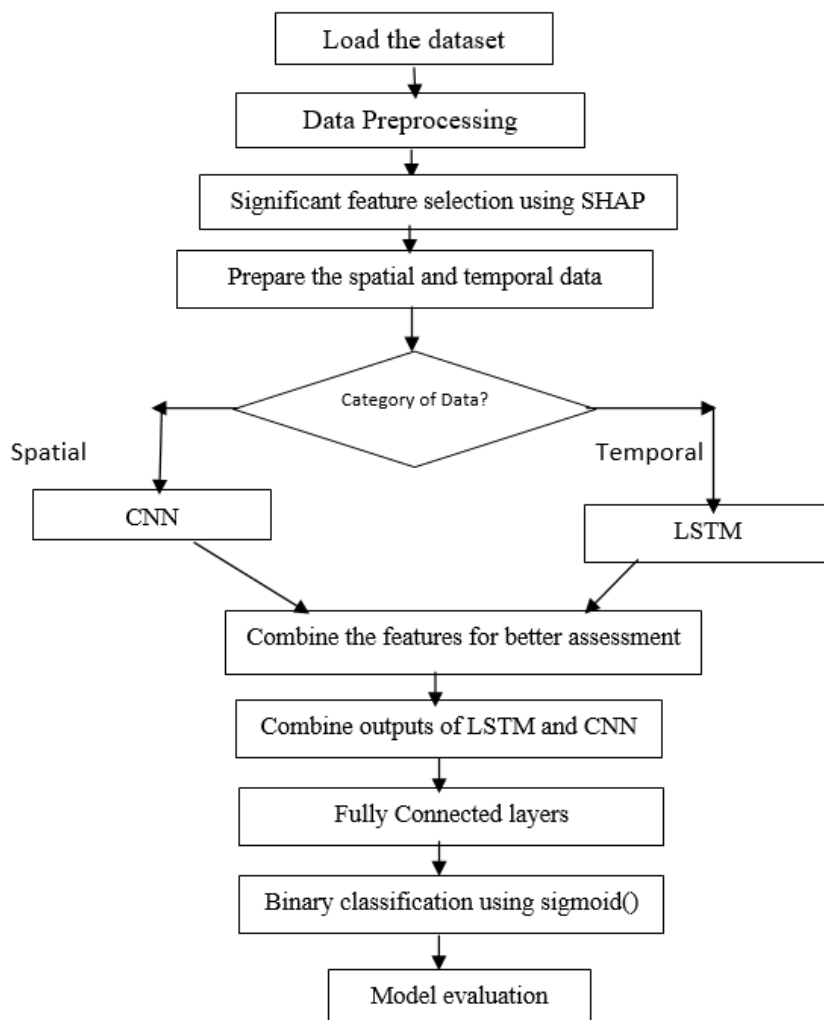 Load the dataset
Data Preprocessing
Significant feature selection using SHAP
Prepare the spatial and temporal data
Category of Data?
Spatial
Temporal
CNN
LSTM
Combine the features for better assessment
Combine outputs of LSTM and CNN
Fully Connected layers
Binary classification using sigmoid()
Model evaluation